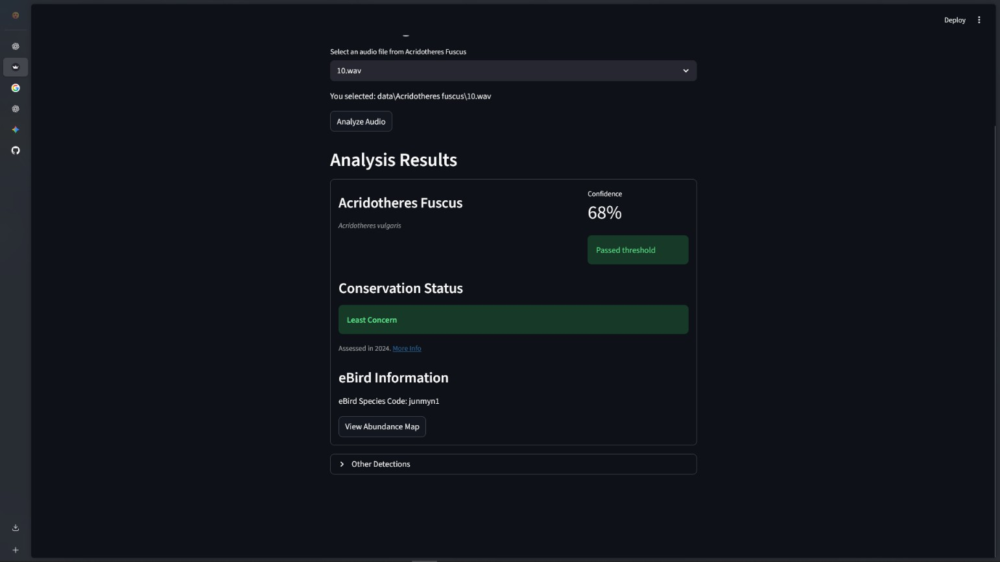 Deploy
Select an audio file from Acridotheres Fuscus
10.wav
You selected: data\Acridotheres fuscus\10.wav
Analyze Audio
Analysis Results
Acridotheres Fuscus
Acridotheres vulgaris
Confidence
68%
Passed threshold
Conservation Status
Least Concern
Assessed in 2024. More Info
eBird Information
eBird Species Code: junmyn1
View Abundance Map
Other Detections